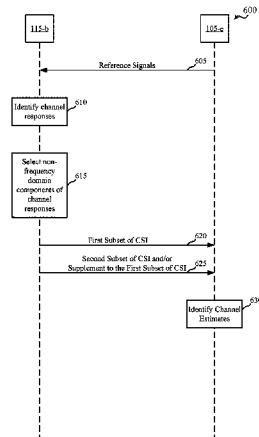 600
115-b
105-e
Reference Signals
605
Identify channel
responses
610
Select non-
frequency
domain
components of
channel
responses
615
First Subset of CSI
620
Second Subset of CSI and/or
Supplement to the First Subset of CSI
625
Identify Channel
Estimates
630